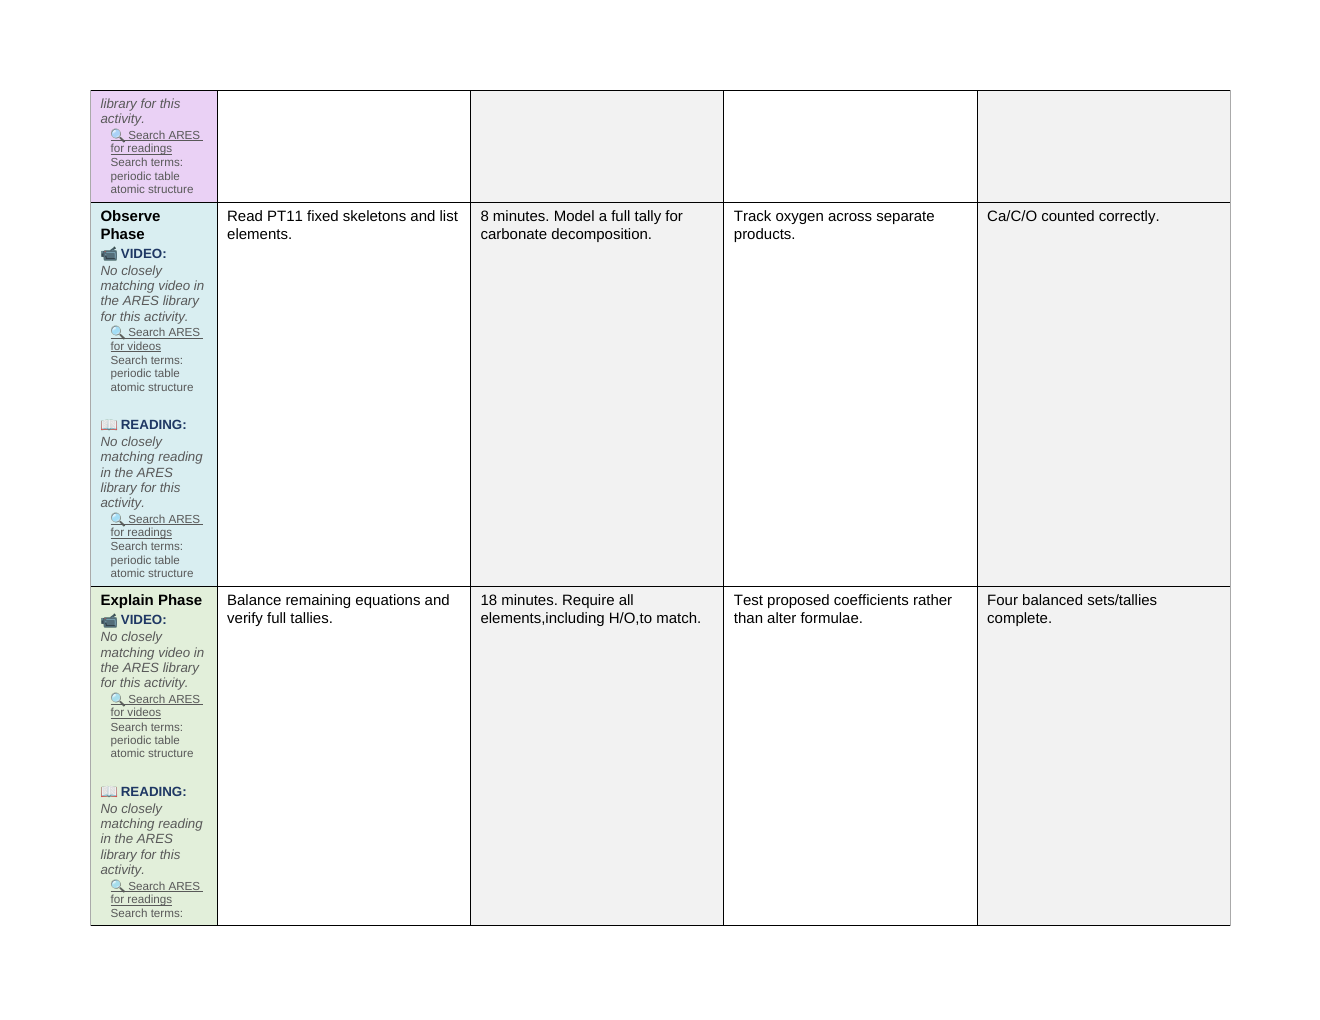 library for this
activity.
🔍 Search ARES
for readings
Search terms:
periodic table
atomic structure
Observe
Phase
📹 VIDEO:
No closely
matching video in
the ARES library
for this activity.
🔍 Search ARES
for videos
Search terms:
periodic table
atomic structure
📖 READING:
No closely
matching reading
in the ARES
library for this
activity.
🔍 Search ARES
for readings
Search terms:
periodic table
atomic structure
Read PT11 fixed skeletons and list
elements.
8 minutes. Model a full tally for
carbonate decomposition.
Track oxygen across separate
products.
Ca/C/O counted correctly.
Explain Phase
📹 VIDEO:
No closely
matching video in
the ARES library
for this activity.
🔍 Search ARES
for videos
Search terms:
periodic table
atomic structure
📖 READING:
No closely
matching reading
in the ARES
library for this
activity.
🔍 Search ARES
for readings
Search terms:
Balance remaining equations and
verify full tallies.
18 minutes. Require all
elements,including H/O,to match.
Test proposed coefficients rather
than alter formulae.
Four balanced sets/tallies
complete.